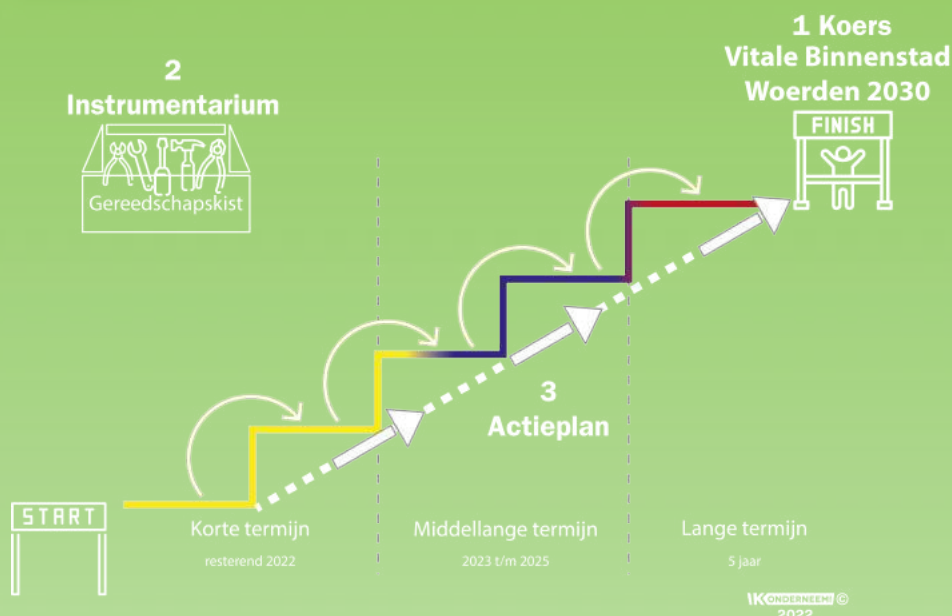 1 Koers
Vitale Binnenstad
Woerden 2030
FINISH
2
Instrumentarium
Gereedschapskist
3
Actieplan
START
Korte termijn
resterend 2022
Middellange termijn
2023 t/m 2025
Lange termijn
5 jaar
IKONDERNEEM! ©
2022